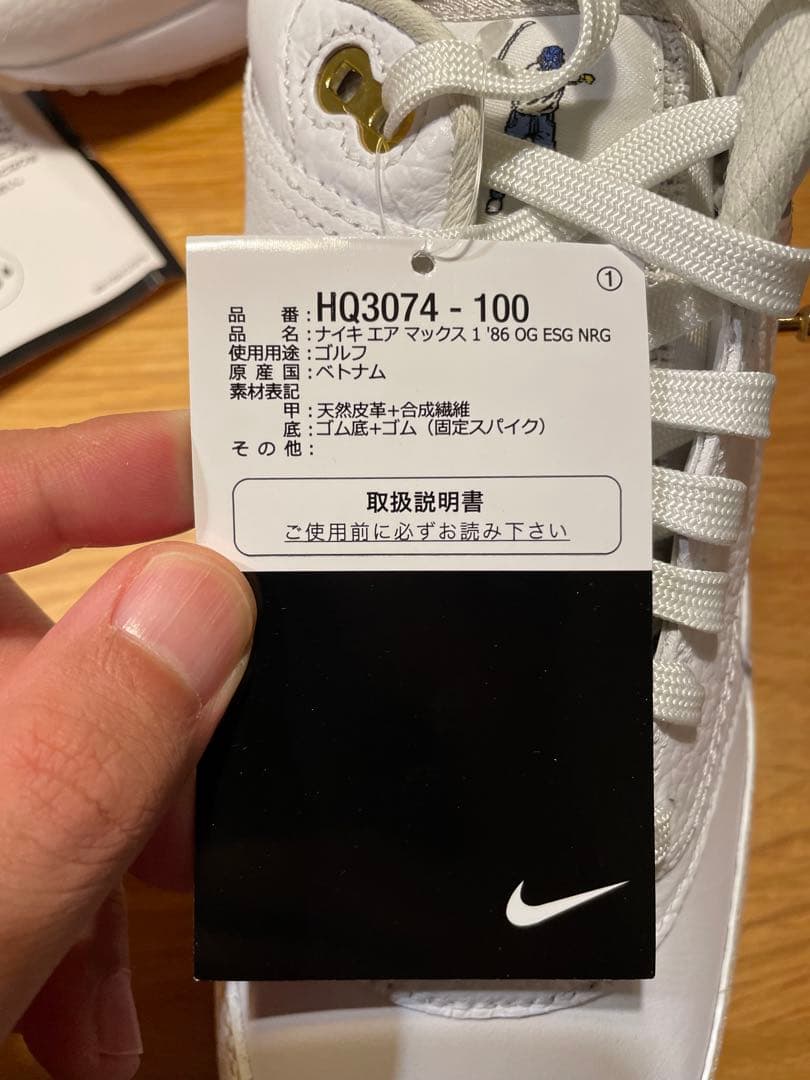 ①
品 番：HQ3074 - 100
品 名：ナイキ エア マックス 1 '86 OG ESG NRG
使用用途：ゴルフ
原 産 国：ベトナム
素材表記
甲：天然皮革+合成繊維
底：ゴム底+ゴム（固定スパイク）
そ の 他：
取扱説明書
ご使用前に必ずお読み下さい